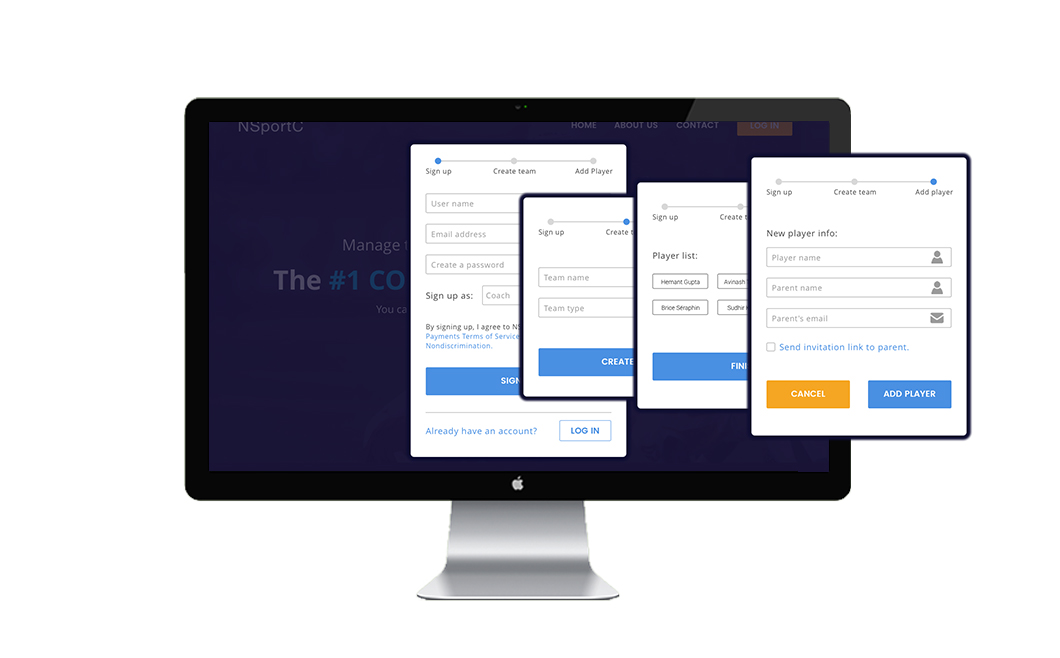 NSportC
HOME ABOUT US CONTACT LOG IN
Manage
The #1 CO
You ca
Sign up Create team Add Player
User name
Email address
Create a password
Sign up as: Coach
By signing up, I agree to NS
Payments Terms of Service
Nondiscrimination.
SIGN
Already have an account? LOG IN
Sign up Create t
Team name
Team type
CREATE
Sign up Create t
Player list:
Hemant Gupta Avinash
Brice Séraphin Sudhe
FIN
Sign up Create team Add player
New player info:
Player name
Parent name
Parent's email
Send invitation link to parent.
CANCEL ADD PLAYER